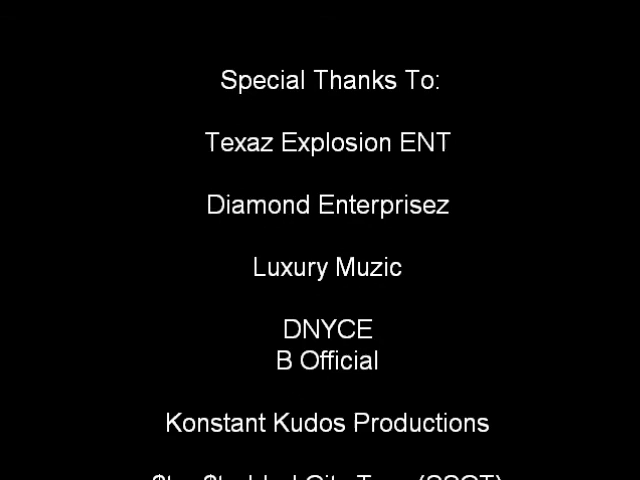 Special Thanks To:
Texaz Explosion ENT
Diamond Enterprisez
Luxury Muzic
DNYCE
B Official
Konstant Kudos Productions